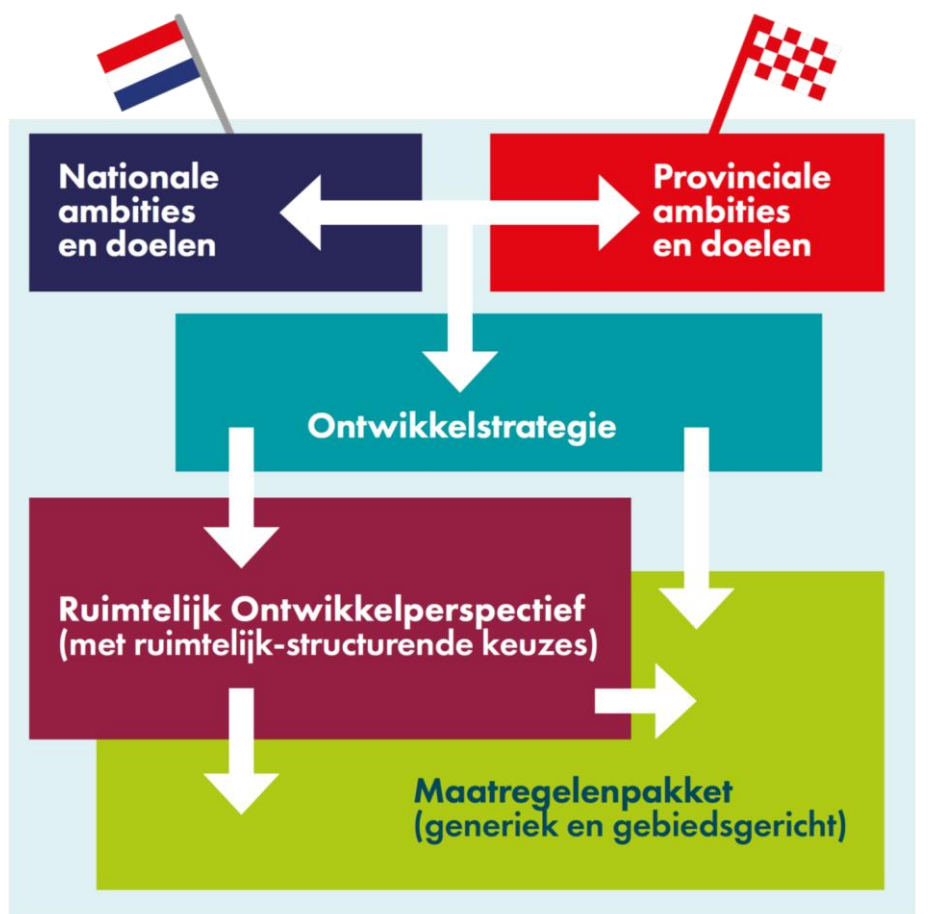 Nationale
ambities
en doelen
Provinciale
ambities
en doelen
Ontwikkelstrategie
Ruimtelijk Ontwikkelperspectief
(met ruimtelijk-structurende keuzes)
Maatregelenpakket
(generiek en gebiedsgericht)